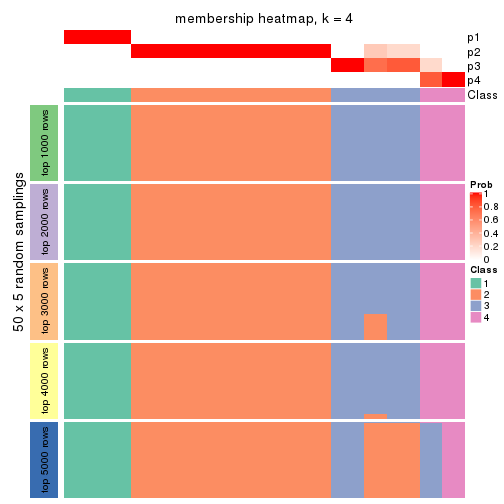 membership heatmap, k = 4
p1
p2
p3
p4
Class
50 x 5 random samplings
top 1000 rows
top 2000 rows
top 3000 rows
top 4000 rows
top 5000 rows
Prob
1
0.8
0.6
0.4
0.2
0
Class
1
2
3
4